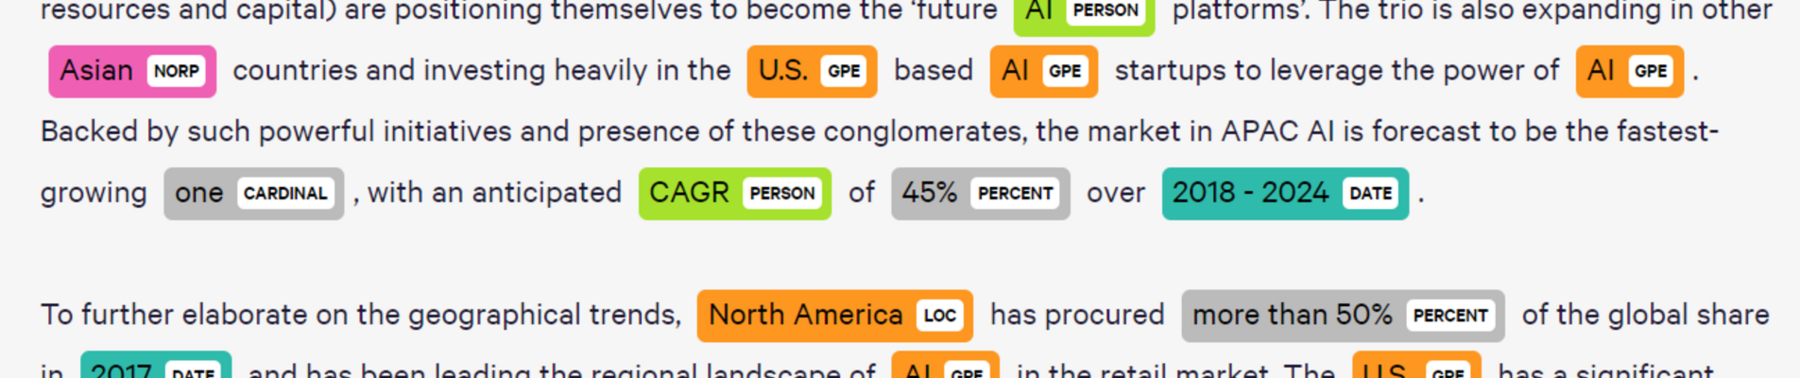 resources and capital) are positioning themselves to become the ‘future AI PERSON platforms’. The trio is also expanding in other
Asian NORP countries and investing heavily in the U.S. GPE based AI GPE startups to leverage the power of AI GPE .
Backed by such powerful initiatives and presence of these conglomerates, the market in APAC AI is forecast to be the fastest-
growing one CARDINAL , with an anticipated CAGR PERSON of 45% PERCENT over 2018 - 2024 DATE .
To further elaborate on the geographical trends, North America LOC has procured more than 50% PERCENT of the global share
in 2017 DATE and has been leading the regional landscape of AI GPE in the retail market. The U.S. GPE has a significant